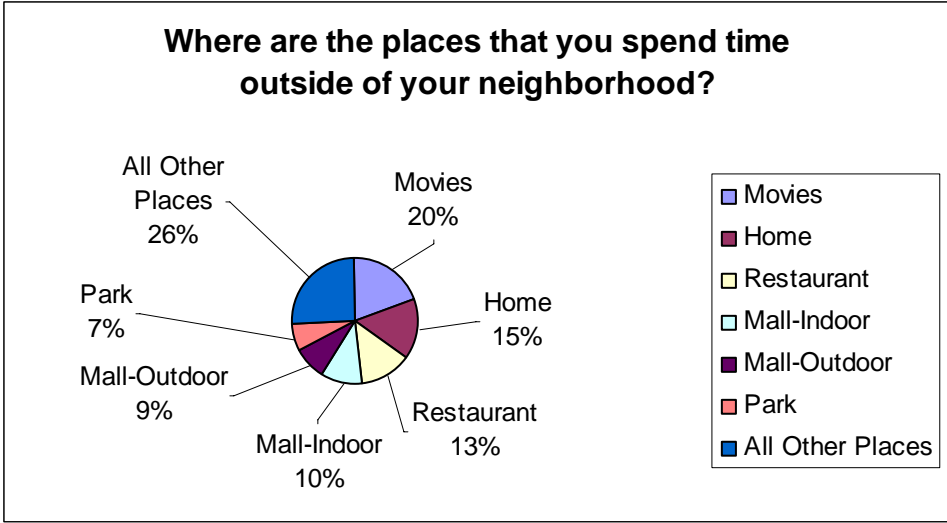 Where are the places that you spend time
outside of your neighborhood?
All Other
Places
26%
Movies
20%
Park
7%
Home
15%
Mall-Outdoor
9%
Restaurant
13%
Mall-Indoor
10%
Movies
Home
Restaurant
Mall-Indoor
Mall-Outdoor
Park
All Other Places